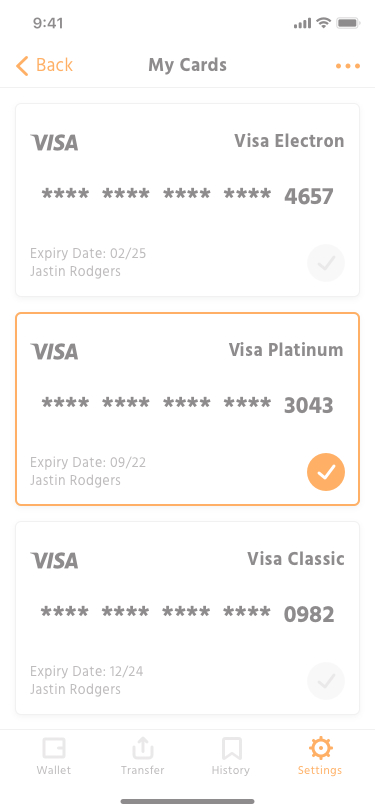 9:41
Back
My Cards
VISA
Visa Electron
**** **** **** **** 4657
Expiry Date: 02/25
Jastin Rodgers
VISA
Visa Platinum
**** **** **** **** 3043
Expiry Date: 09/22
Jastin Rodgers
VISA
Visa Classic
**** **** **** **** 0982
Expiry Date: 12/24
Jastin Rodgers
Wallet
Transfer
History
Settings